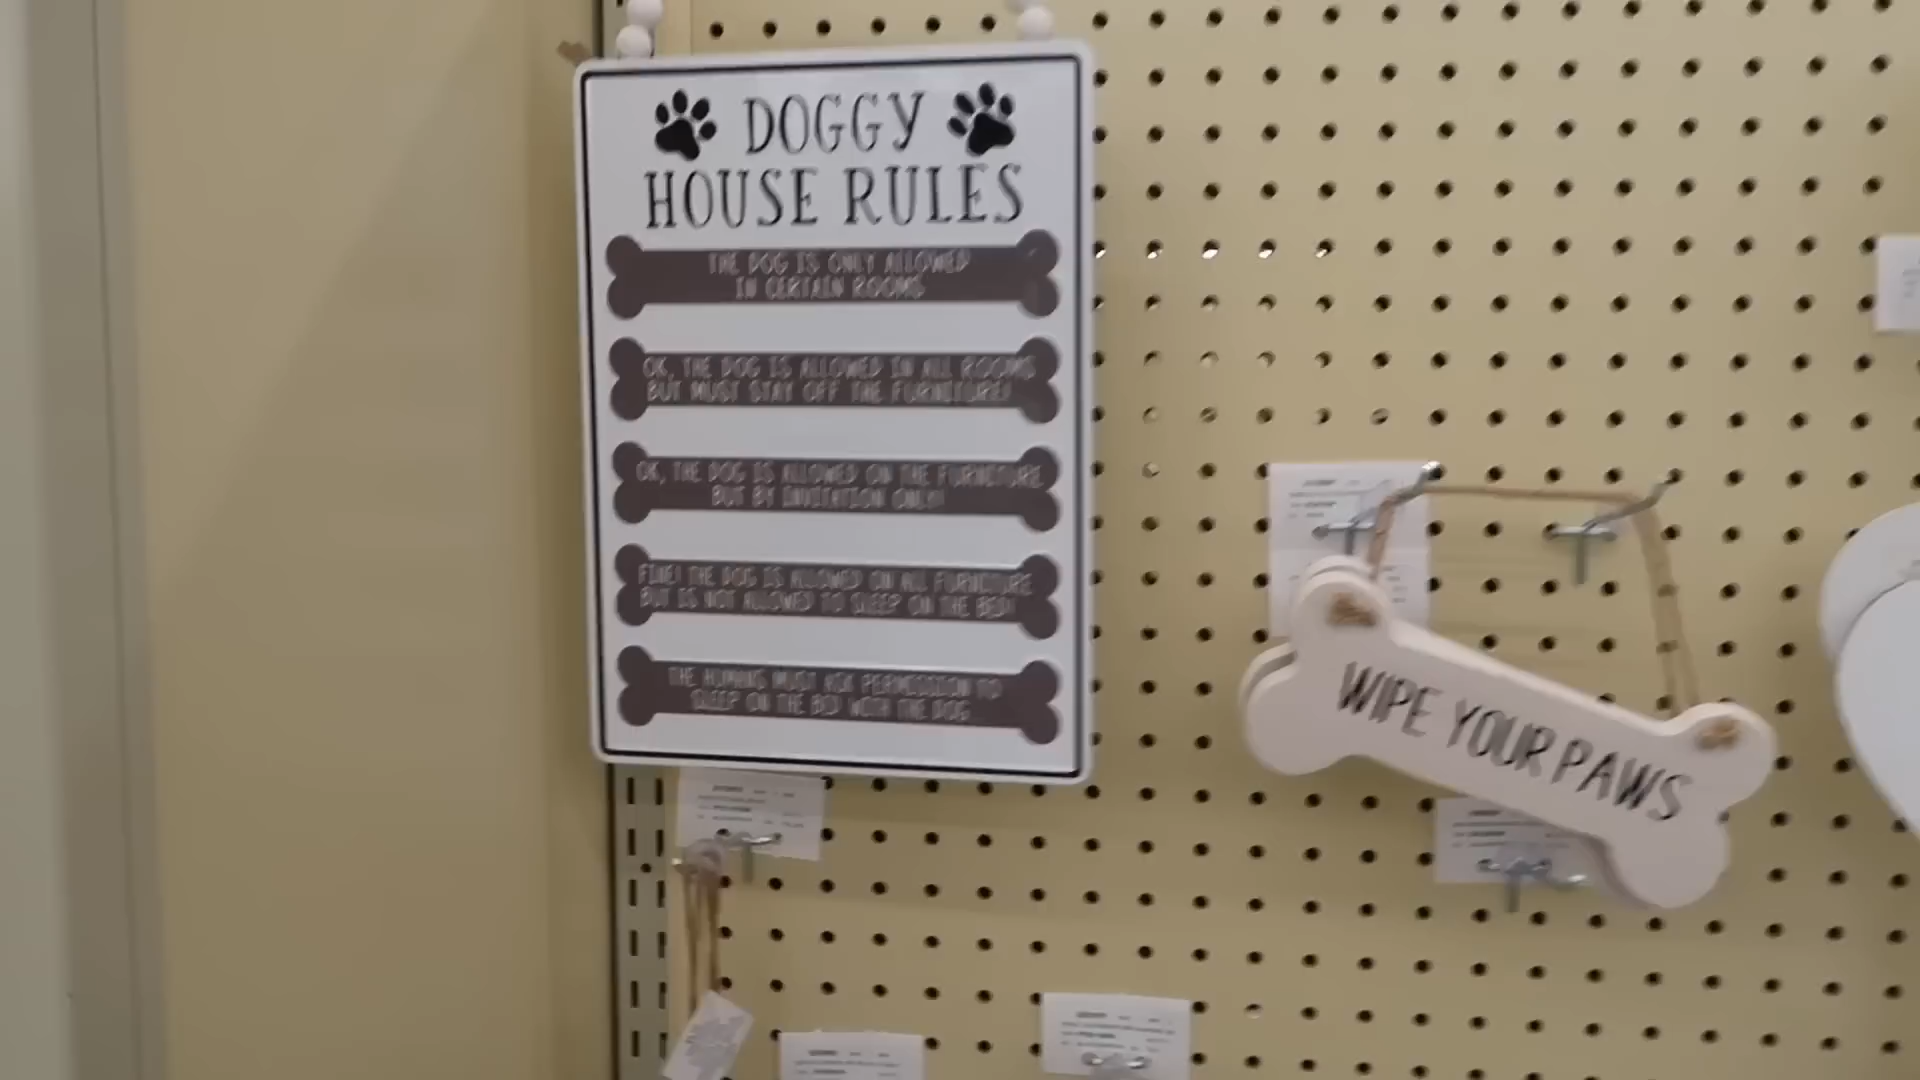 DOGGY
HOUSE RULES
THE DOG IS ONLY ALLOWED
IN CERTAIN ROOMS
OK, THE DOG IS ALLOWED IN ALL ROOMS
BUT MUST STAY OFF THE FURNITURE!
OK, THE DOG IS ALLOWED ON THE FURNITURE
BUT BY INVITATION ONLY!
FINE! THE DOG IS ALLOWED ON ALL FURNITURE
BUT IS NOT ALLOWED TO SLEEP ON THE BED!
THE HUMANS MUST ASK PERMISSION TO
SLEEP ON THE BED WITH THE DOG
WIPE YOUR PAWS